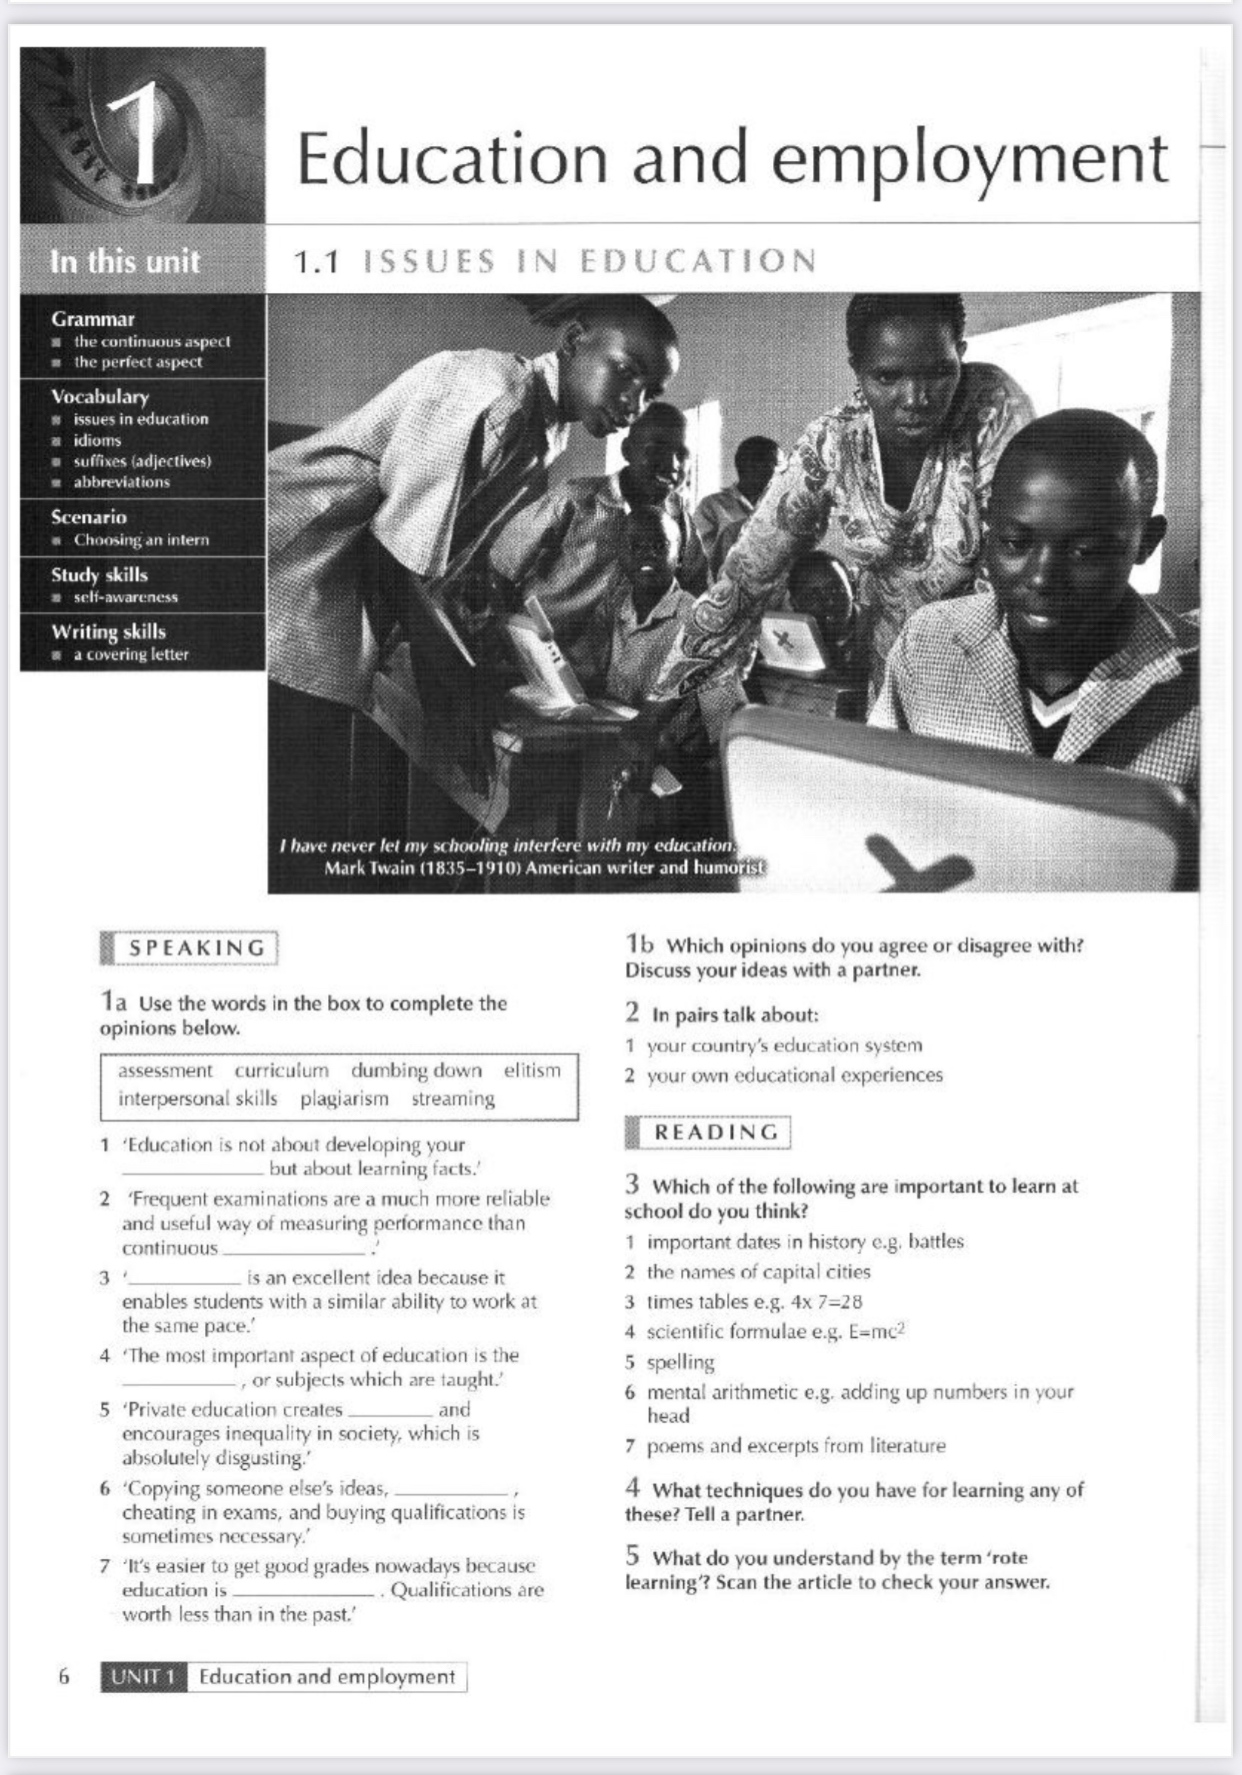 1
Education and employment
In this unit
1.1 ISSUES IN EDUCATION
Grammar
the continuous aspect
the perfect aspect
Vocabulary
issues in education
idioms
suffixes (adjectives)
abbreviations
Scenario
Choosing an intern
Study skills
self-awareness
Writing skills
a covering letter
I have never let my schooling interfere with my education.
Mark Twain (1835–1910) American writer and humorist
SPEAKING
1a Use the words in the box to complete the
opinions below.
assessment curriculum dumbing down elitism
interpersonal skills plagiarism streaming
1 ‘Education is not about developing your
______________ but about learning facts.’
2 ‘Frequent examinations are a much more reliable
and useful way of measuring performance than
continuous ______________ .’
3 ‘___________ is an excellent idea because it
enables students with a similar ability to work at
the same pace.’
4 ‘The most important aspect of education is the
___________ , or subjects which are taught.’
5 ‘Private education creates ________ and
encourages inequality in society, which is
absolutely disgusting.’
6 ‘Copying someone else’s ideas, ___________ ,
cheating in exams, and buying qualifications is
sometimes necessary.’
7 ‘It’s easier to get good grades nowadays because
education is ______________ . Qualifications are
worth less than in the past.’
1b Which opinions do you agree or disagree with?
Discuss your ideas with a partner.
2 In pairs talk about:
1 your country’s education system
2 your own educational experiences
READING
3 Which of the following are important to learn at
school do you think?
1 important dates in history e.g. battles
2 the names of capital cities
3 times tables e.g. 4x 7=28
4 scientific formulae e.g. E=mc²
5 spelling
6 mental arithmetic e.g. adding up numbers in your
head
7 poems and excerpts from literature
4 What techniques do you have for learning any of
these? Tell a partner.
5 What do you understand by the term ‘rote
learning’? Scan the article to check your answer.
6 UNIT 1 Education and employment